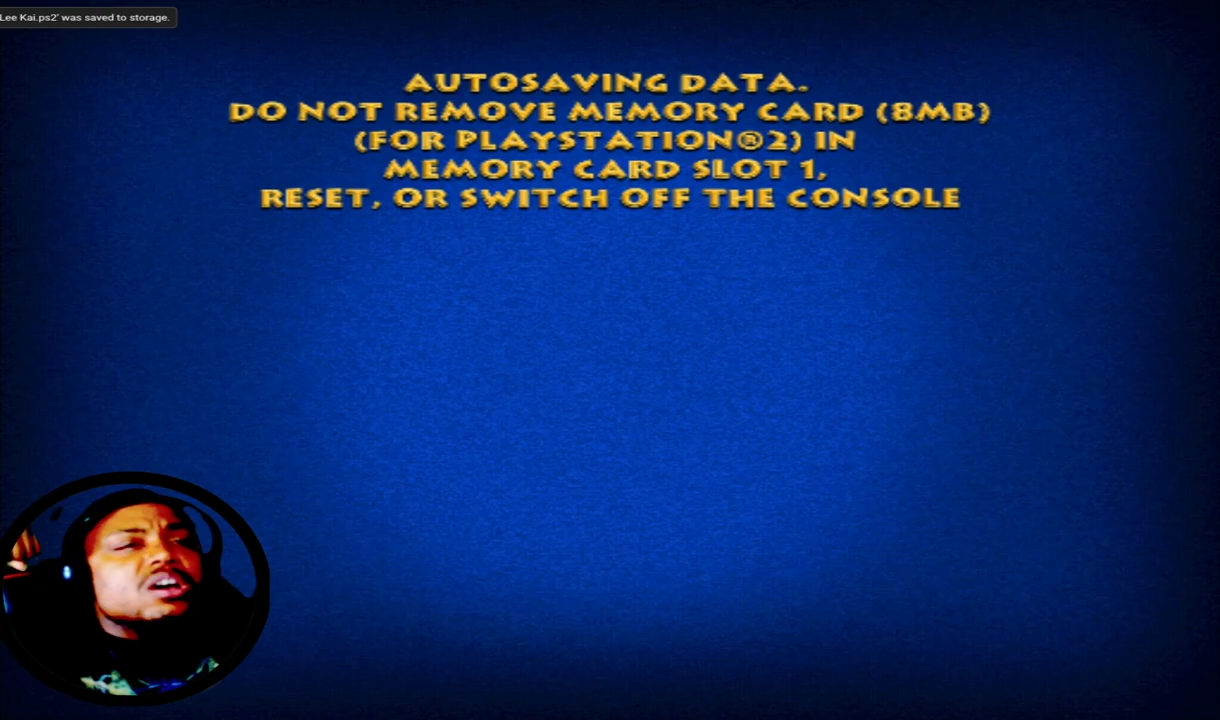 Lee Kai.ps2' was saved to storage.
AUTOSAVING DATA.
DO NOT REMOVE MEMORY CARD (8MB)
(FOR PLAYSTATION®2) IN
MEMORY CARD SLOT 1,
RESET, OR SWITCH OFF THE CONSOLE